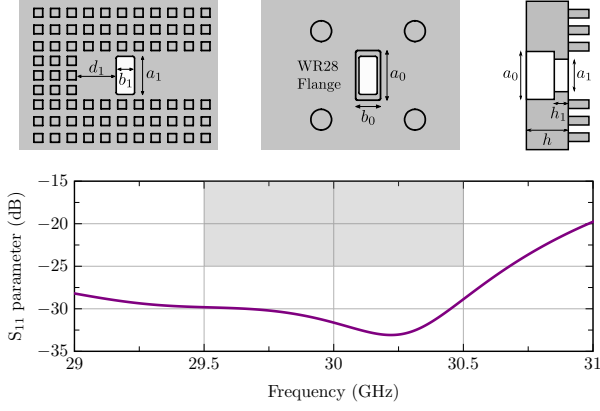 d₁
b₁
a₁
WR28
Flange
a₀
b₀
a₀
a₁
h₁
h
−15
−20
−25
−30
−35
S₁₁ parameter (dB)
29
29.5
30
30.5
31
Frequency (GHz)